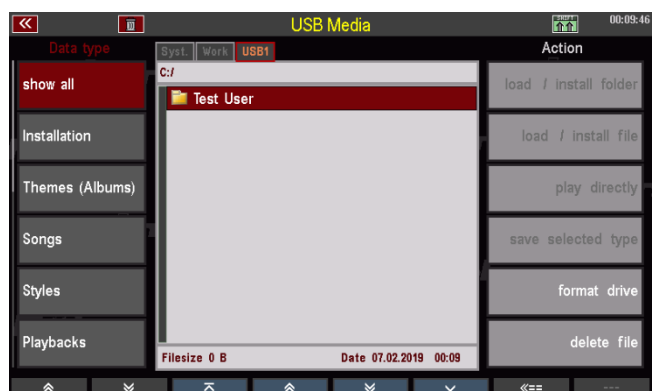 USB Media
SHIFT
00:09:46
Data type
Syst. Work USB1
Action
C:/
show all
Test User
load / install folder
Installation
load / install file
Themes (Albums)
play directly
Songs
save selected type
Styles
format drive
Playbacks
delete file
Filesize 0 B Date 07.02.2019 00:09
«==
---